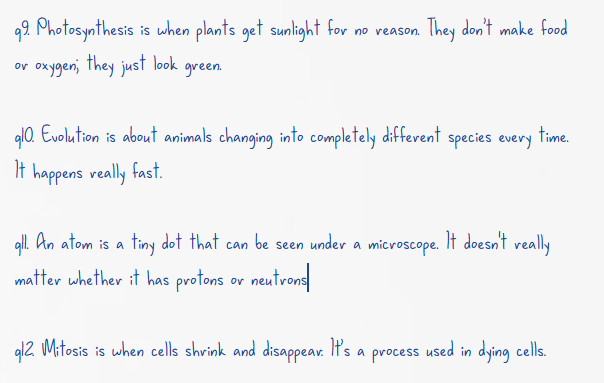 q9. Photosynthesis is when plants get sunlight for no reason. They don't make food
or oxygen; they just look green.
q10. Evolution is about animals changing into completely different species every time.
It happens really fast.
q11. An atom is a tiny dot that can be seen under a microscope. It doesn't really
matter whether it has protons or neutrons
q12. Mitosis is when cells shrink and disappear. It's a process used in dying cells.